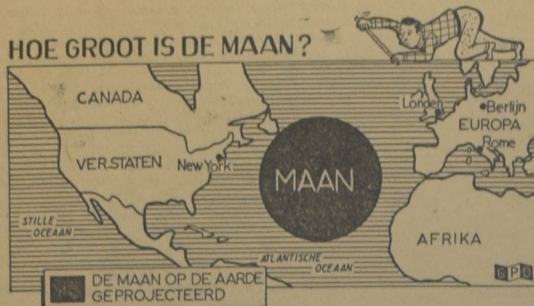 HOE GROOT IS DE MAAN?
CANADA
Londen
Berlijn
EUROPA
Rome
VER.STATEN
New York
MAAN
STILLE
OCEAAN
AFRIKA
ATLANTISCHE
OCEAAN
GPD
DE MAAN OP DE AARDE
GEPROJECTEERD